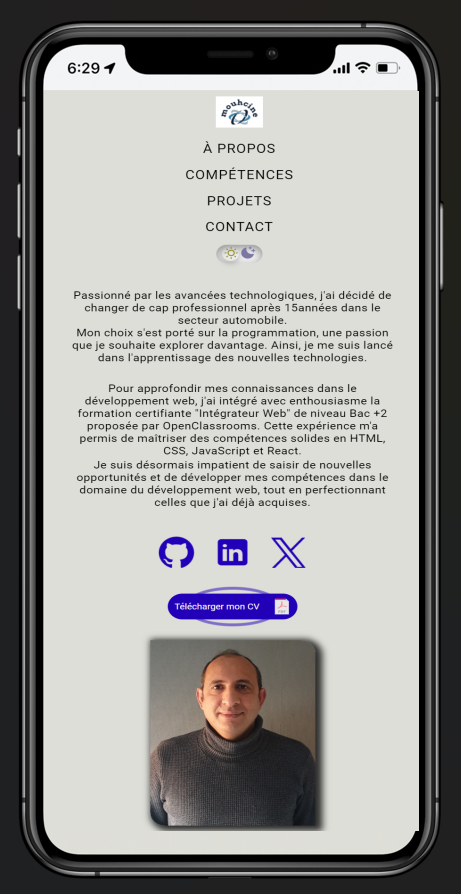 6:29
mouhcine
72
À PROPOS
COMPÉTENCES
PROJETS
CONTACT
Passionné par les avancées technologiques, j'ai décidé de
changer de cap professionnel après 15années dans le
secteur automobile.
Mon choix s'est porté sur la programmation, une passion
que je souhaite explorer davantage. Ainsi, je me suis lancé
dans l'apprentissage des nouvelles technologies.
Pour approfondir mes connaissances dans le
développement web, j'ai intégré avec enthousiasme la
formation certifiante "Intégrateur Web" de niveau Bac +2
proposée par OpenClassrooms. Cette expérience m'a
permis de maîtriser des compétences solides en HTML,
CSS, JavaScript et React.
Je suis désormais impatient de saisir de nouvelles
opportunités et de développer mes compétences dans le
domaine du développement web, tout en perfectionnant
celles que j'ai déjà acquises.
in
Télécharger mon CV